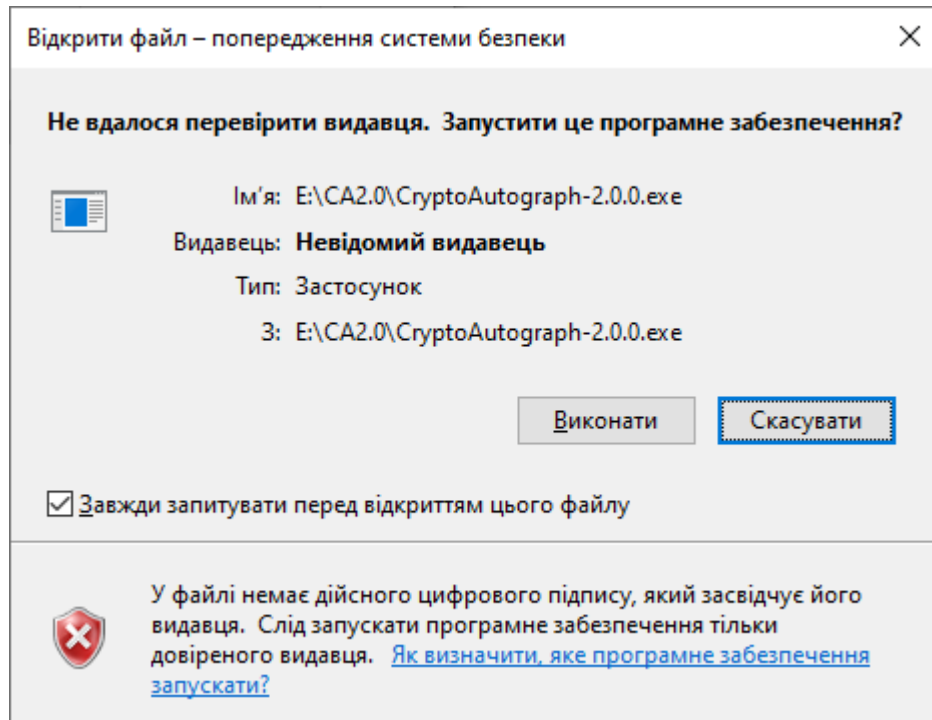 Відкрити файл – попередження системи безпеки
Не вдалося перевірити видавця.  Запустити це програмне забезпечення?
Ім’я: E:\CA2.0\CryptoAutograph-2.0.0.exe
Видавець: Невідомий видавець
Тип: Застосунок
З: E:\CA2.0\CryptoAutograph-2.0.0.exe
Виконати Скасувати
Завжди запитувати перед відкриттям цього файлу
У файлі немає дійсного цифрового підпису, який засвідчує його
видавця.  Слід запускати програмне забезпечення тільки
довіреного видавця.  Як визначити, яке програмне забезпечення
запускати?